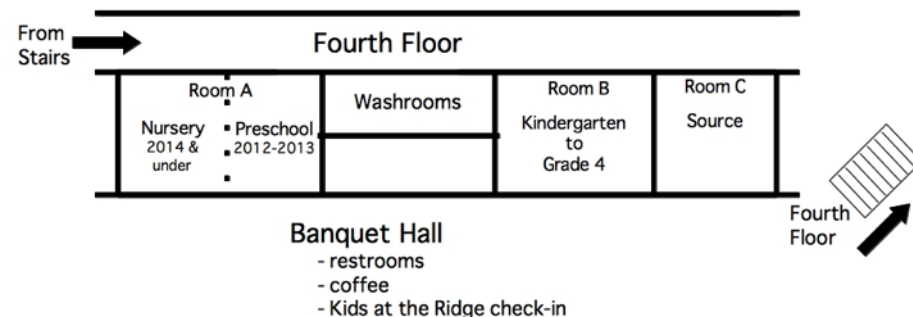 From
Stairs
Fourth Floor
Room A
Nursery
2014 &
under
Preschool
2012-2013
Washrooms
Room B
Kindergarten
to
Grade 4
Room C
Source
Fourth
Floor
Banquet Hall
- restrooms
- coffee
- Kids at the Ridge check-in